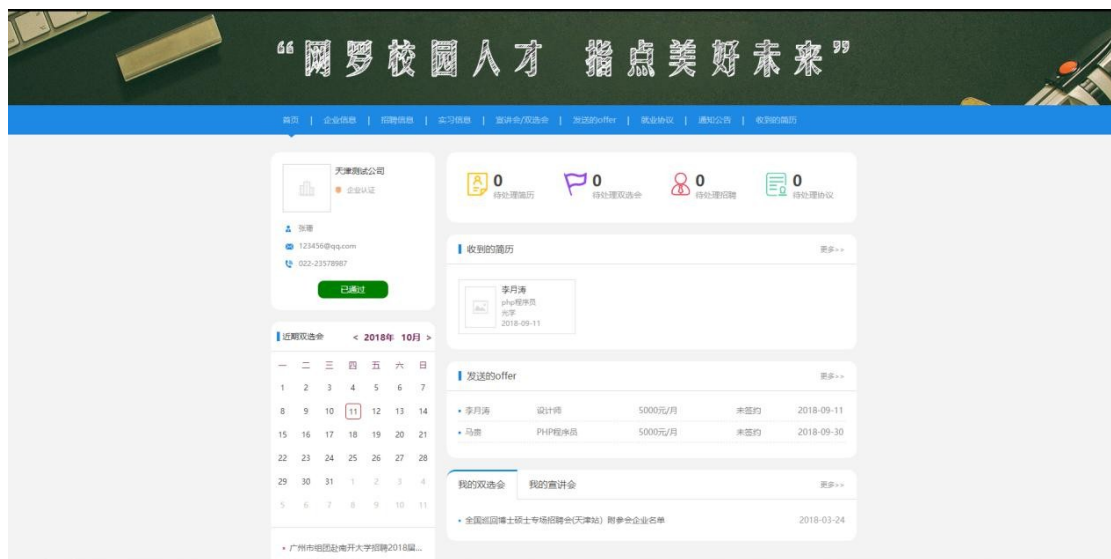 “网罗校园人才 指点美好未来”
首页 | 企业信息 | 招聘信息 | 实习信息 | 宣讲会/双选会 | 发送的offer | 就业协议 | 通知公告 | 收到的简历
天津测试公司
企业认证
张珊
123456@qq.com
022-23578987
已通过
近期双选会 < 2018年 10月 >
一 二 三 四 五 六 日
1 2 3 4 5 6 7
8 9 10 11 12 13 14
15 16 17 18 19 20 21
22 23 24 25 26 27 28
29 30 31 1 2 3 4
5 6 7 8 9 10 11
广州市组团赴南开大学招聘2018届...
0 待处理简历
0 待处理双选会
0 待处理招聘
0 待处理协议
收到的简历 更多>>
李月涛
php程序员
光学
2018-09-11
发送的offer 更多>>
李月涛 设计师 5000元/月 未签约 2018-09-11
马贵 PHP程序员 5000元/月 未签约 2018-09-30
我的双选会 我的宣讲会 更多>>
全国巡回博士硕士专场招聘会(天津站) 附参会企业名单 2018-03-24